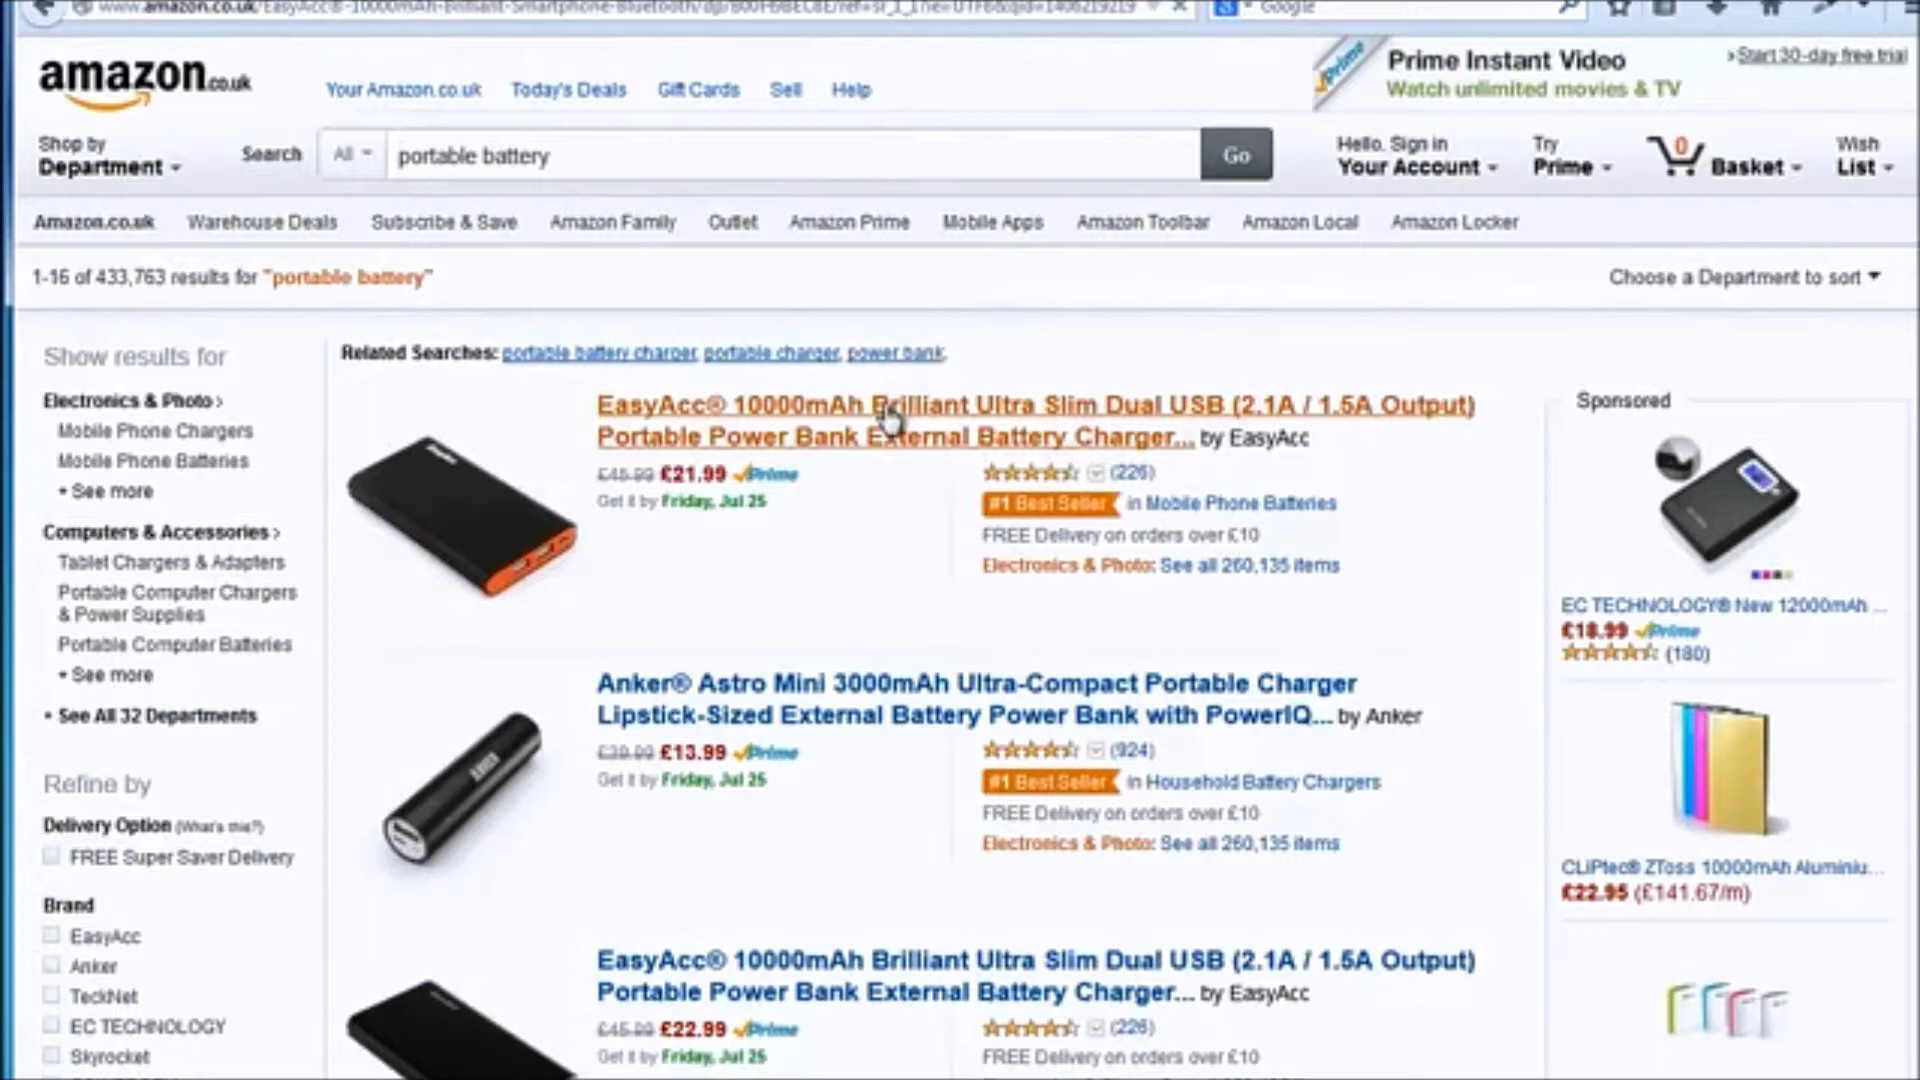 www.amazon.co.uk/EasyAcc®-10000mAh-Brilliant-Smartphone-Bluetooth/dp/
Google
amazon.co.uk
Your Amazon.co.uk Today's Deals Gift Cards Sell Help
Prime
Prime Instant Video
Watch unlimited movies & TV
Start 30-day free trial
Shop by
Department
Search All portable battery Go
Hello. Sign in
Your Account
Try
Prime
0
Basket
Wish
List
Amazon.co.uk Warehouse Deals Subscribe & Save Amazon Family Outlet Amazon Prime Mobile Apps Amazon Toolbar Amazon Local Amazon Locker
1-16 of 433,763 results for "portable battery"
Choose a Department to sort
Show results for
Electronics & Photo ›
Mobile Phone Chargers
Mobile Phone Batteries
+ See more
Computers & Accessories ›
Tablet Chargers & Adapters
Portable Computer Chargers
& Power Supplies
Portable Computer Batteries
+ See more
+ See All 32 Departments
Refine by
Delivery Option (What's this?)
FREE Super Saver Delivery
Brand
EasyAcc
Anker
TeckNet
EC TECHNOLOGY
Skyrocket
Related Searches: portable battery charger, portable charger, power bank.
EasyAcc® 10000mAh Brilliant Ultra Slim Dual USB (2.1A / 1.5A Output)
Portable Power Bank External Battery Charger... by EasyAcc
£45.99 £21.99 Prime
Get it by Friday, Jul 25
(226)
#1 Best Seller in Mobile Phone Batteries
FREE Delivery on orders over £10
Electronics & Photo: See all 260,135 items
Anker® Astro Mini 3000mAh Ultra-Compact Portable Charger
Lipstick-Sized External Battery Power Bank with PowerIQ... by Anker
£39.99 £13.99 Prime
Get it by Friday, Jul 25
(924)
#1 Best Seller in Household Battery Chargers
FREE Delivery on orders over £10
Electronics & Photo: See all 260,135 items
EasyAcc® 10000mAh Brilliant Ultra Slim Dual USB (2.1A / 1.5A Output)
Portable Power Bank External Battery Charger... by EasyAcc
£45.99 £22.99 Prime
Get it by Friday, Jul 25
(226)
FREE Delivery on orders over £10
Sponsored
EC TECHNOLOGY® New 12000mAh ...
£18.99 Prime
(180)
CLiPtec® ZToss 10000mAh Aluminiu...
£22.95 (£141.67/m)